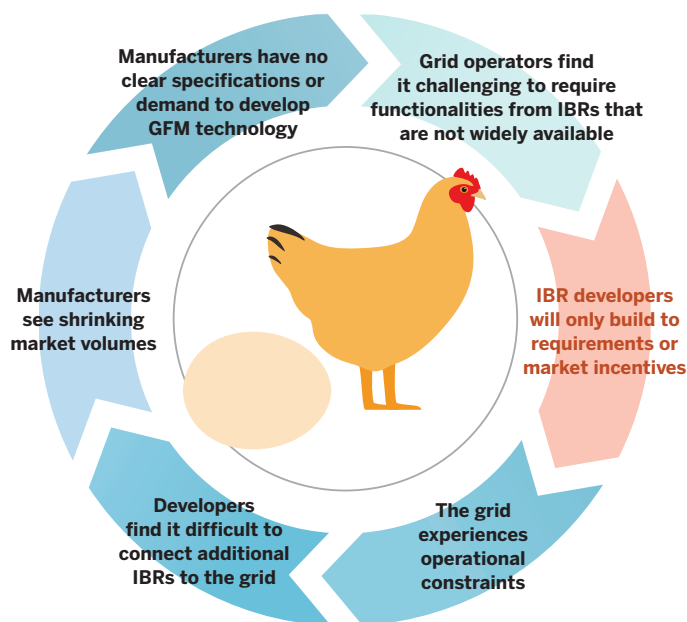 Manufacturers have no
clear specifications or
demand to develop
GFM technology
Grid operators find
it challenging to require
functionalities from IBRs that
are not widely available
IBR developers
will only build to
requirements or
market incentives
The grid
experiences
operational
constraints
Developers
find it difficult to
connect additional
IBRs to the grid
Manufacturers
see shrinking
market volumes